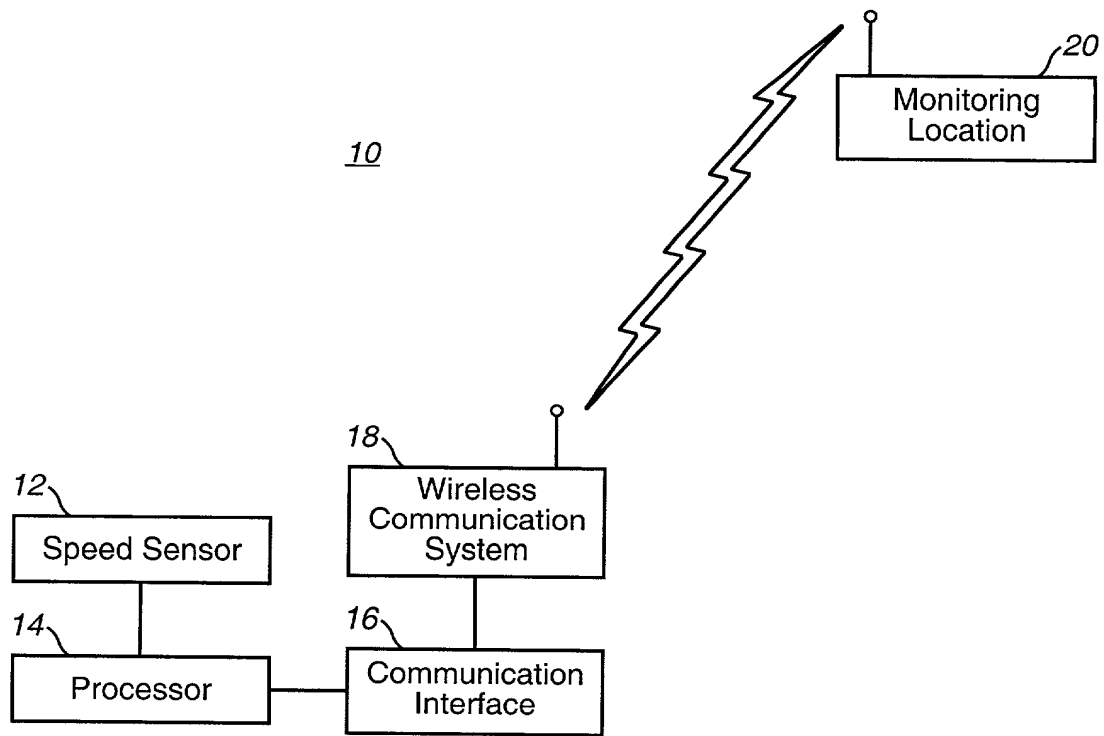 20
Monitoring
Location
10
18
Wireless
Communication
System
12
Speed Sensor
14
Processor
16
Communication
Interface